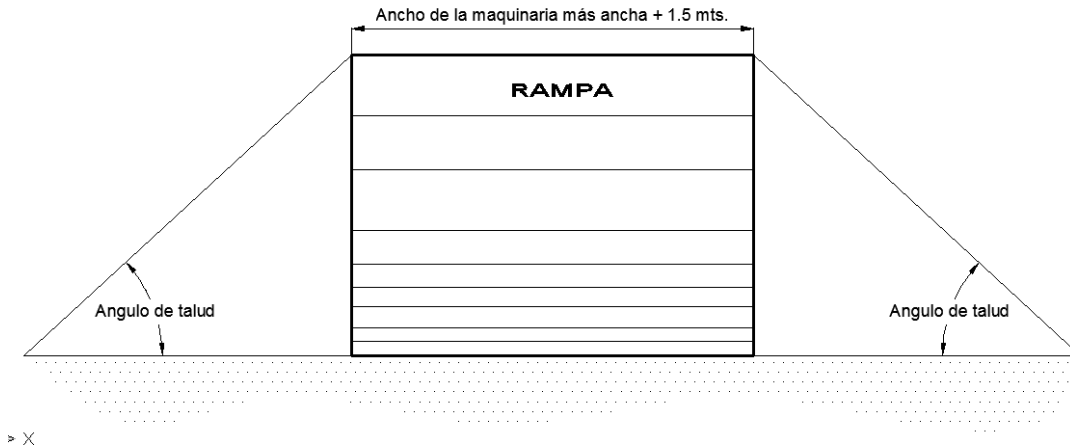 Ancho de la maquinaria más ancha + 1.5 mts.
RAMPA
Angulo de talud
Angulo de talud
> X